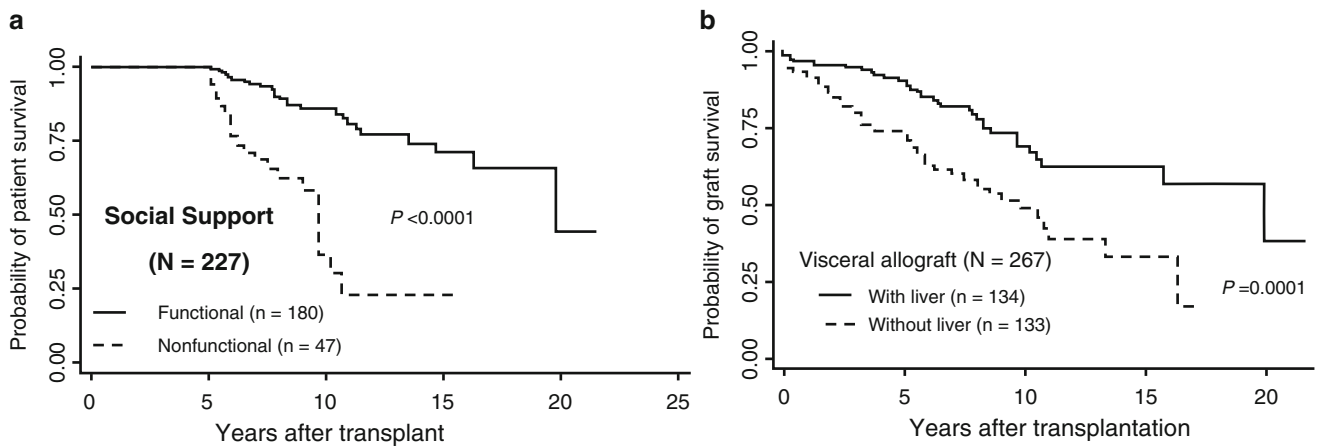 a
Probability of patient survival
1.00
0.75
0.50
0.25
0.00
Social Support
(N = 227)
P <0.0001
Functional (n = 180)
Nonfunctional (n = 47)
0 5 10 15 20 25
Years after transplant
b
Probability of graft survival
1.00
0.75
0.50
0.25
0.00
Visceral allograft (N = 267)
With liver (n = 134)
Without liver (n = 133)
P =0.0001
0 5 10 15 20
Years after transplantation